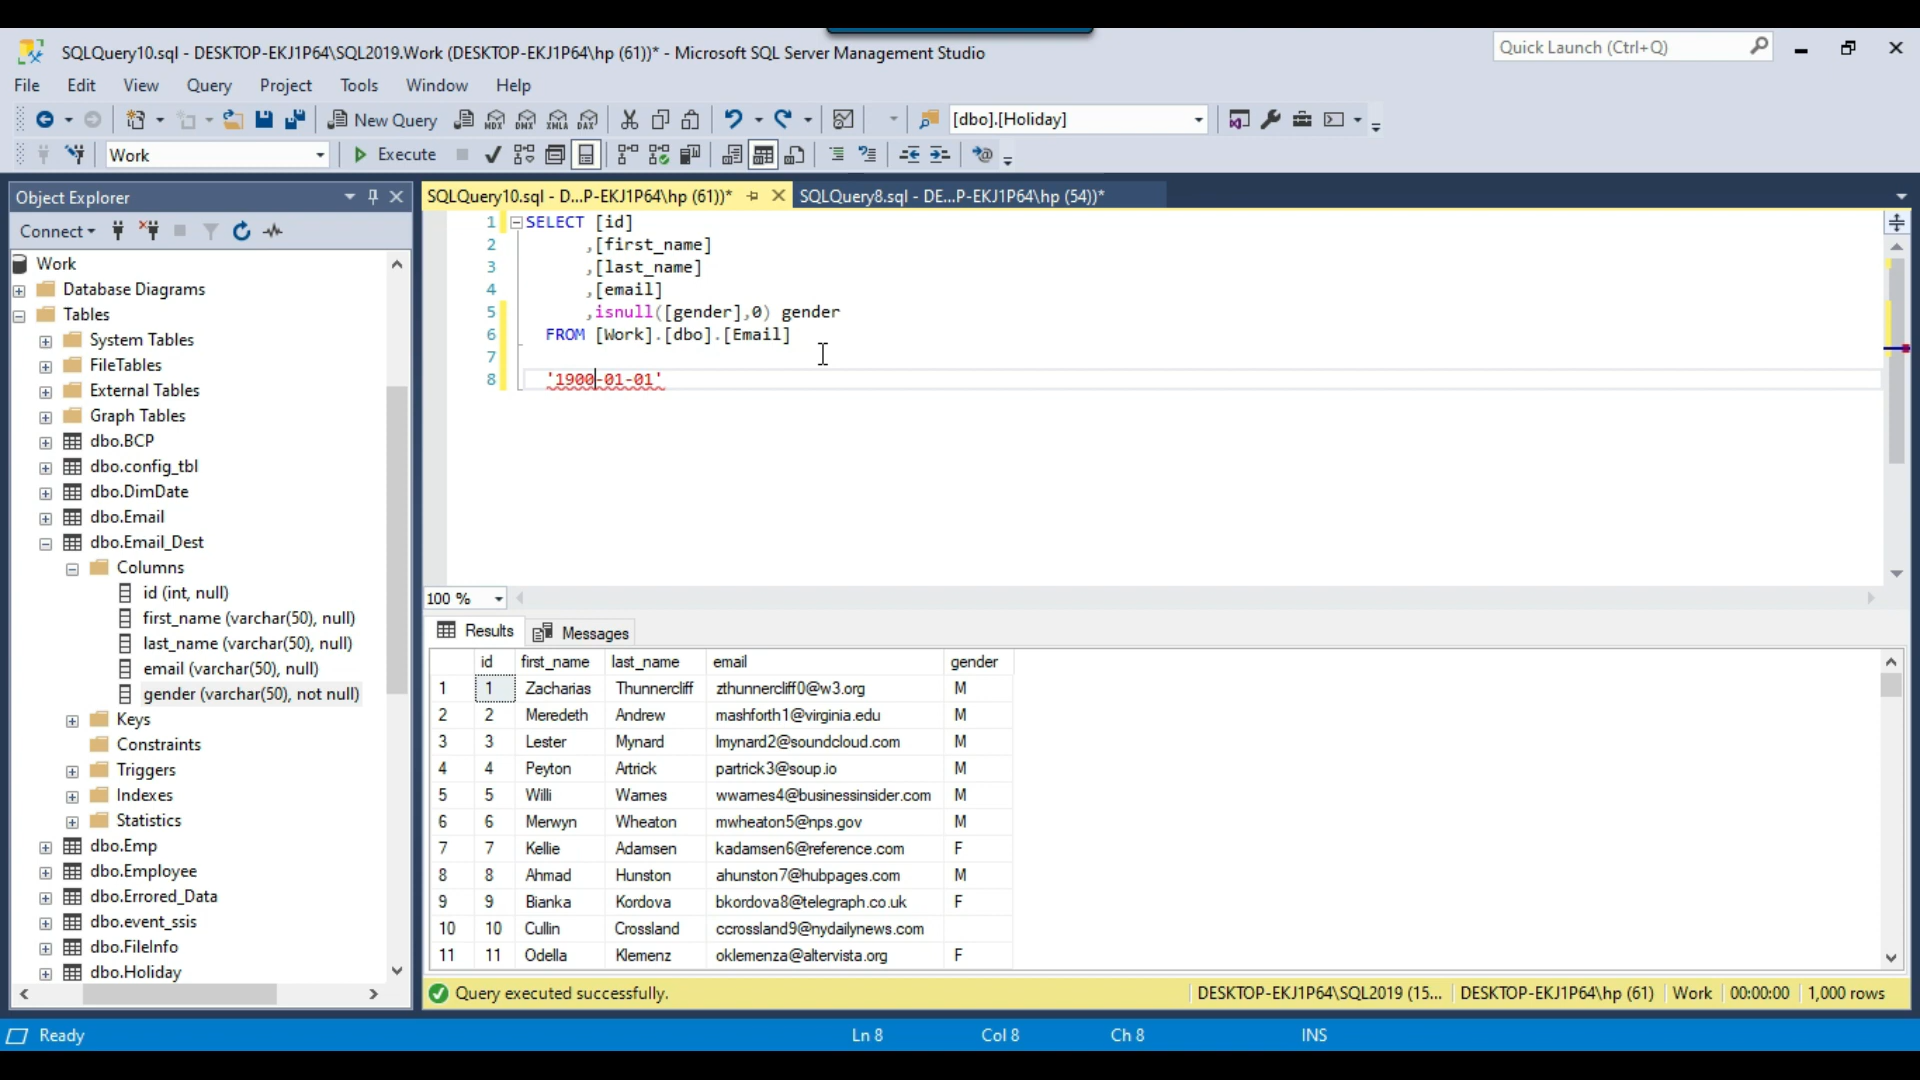 SQLQuery10.sql - DESKTOP-EKJ1P64\SQL2019.Work (DESKTOP-EKJ1P64\hp (61))* - Microsoft SQL Server Management Studio
Quick Launch (Ctrl+Q)
File Edit View Query Project Tools Window Help
New Query
MDX DMX XMLA DAX
[dbo].[Holiday]
Work
Execute
Object Explorer
SQLQuery10.sql - D...P-EKJ1P64\hp (61))*
SQLQuery8.sql - DE...P-EKJ1P64\hp (54))*
Connect
Work
Database Diagrams
Tables
System Tables
FileTables
External Tables
Graph Tables
dbo.BCP
dbo.config_tbl
dbo.DimDate
dbo.Email
dbo.Email_Dest
Columns
id (int, null)
first_name (varchar(50), null)
last_name (varchar(50), null)
email (varchar(50), null)
gender (varchar(50), not null)
Keys
Constraints
Triggers
Indexes
Statistics
dbo.Emp
dbo.Employee
dbo.Errored_Data
dbo.event_ssis
dbo.FileInfo
dbo.Holiday
1 SELECT [id]
2 ,[first_name]
3 ,[last_name]
4 ,[email]
5 ,isnull([gender],0) gender
6 FROM [Work].[dbo].[Email]
7
8 '1900-01-01'
100 %
Results Messages
id first_name last_name email gender
1 1 Zacharias Thunnercliff zthunnercliff0@w3.org M
2 2 Meredeth Andrew mashforth1@virginia.edu M
3 3 Lester Mynard lmynard2@soundcloud.com M
4 4 Peyton Artrick partrick3@soup.io M
5 5 Willi Warnes wwarnes4@businessinsider.com M
6 6 Merwyn Wheaton mwheaton5@nps.gov M
7 7 Kellie Adamsen kadamsen6@reference.com F
8 8 Ahmad Hunston ahunston7@hubpages.com M
9 9 Bianka Kordova bkordova8@telegraph.co.uk F
10 10 Cullin Crossland ccrossland9@nydailynews.com
11 11 Odella Klemenz oklemenza@altervista.org F
Query executed successfully.
DESKTOP-EKJ1P64\SQL2019 (15... DESKTOP-EKJ1P64\hp (61) Work 00:00:00 1,000 rows
Ready Ln 8 Col 8 Ch 8 INS